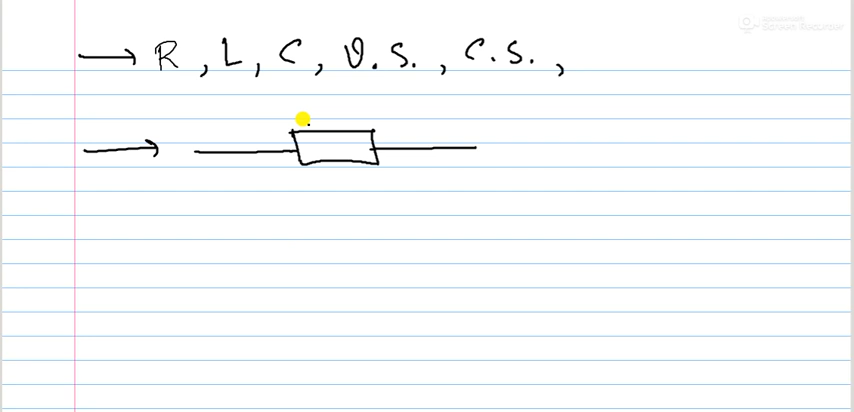 → R, L, C, V.S., C.S.,